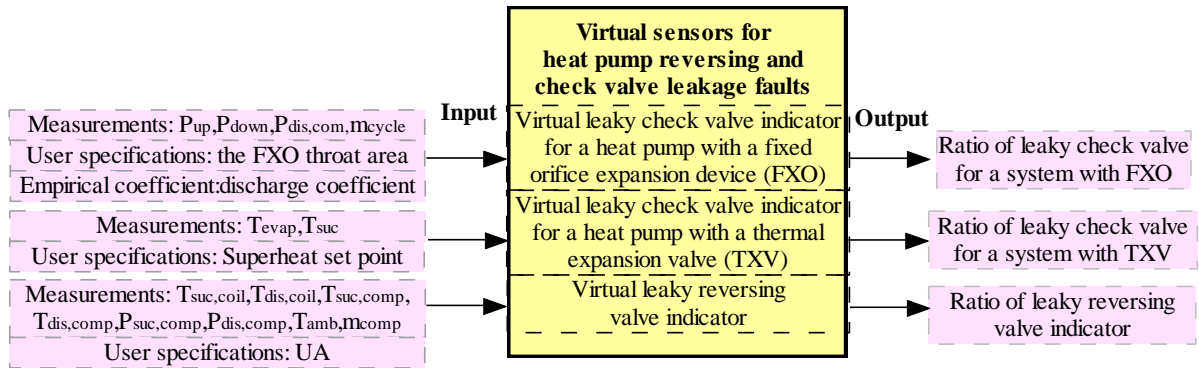 Virtual sensors for
heat pump reversing and
check valve leakage faults
Input
Output
Measurements: Pup,Pdown,Pdis,com,mcycle
User specifications: the FXO throat area
Empirical coefficient:discharge coefficient
Virtual leaky check valve indicator
for a heat pump with a fixed
orifice expansion device (FXO)
Ratio of leaky check valve
for a system with FXO
Measurements: Tevap,Tsuc
User specifications: Superheat set point
Virtual leaky check valve indicator
for a heat pump with a thermal
expansion valve (TXV)
Ratio of leaky check valve
for a system with TXV
Measurements: Tsuc,coil,Tdis,coil,Tsuc,comp,
Tdis,comp,Psuc,comp,Pdis,comp,Tamb,mcomp
User specifications: UA
Virtual leaky reversing
valve indicator
Ratio of leaky reversing
valve indicator